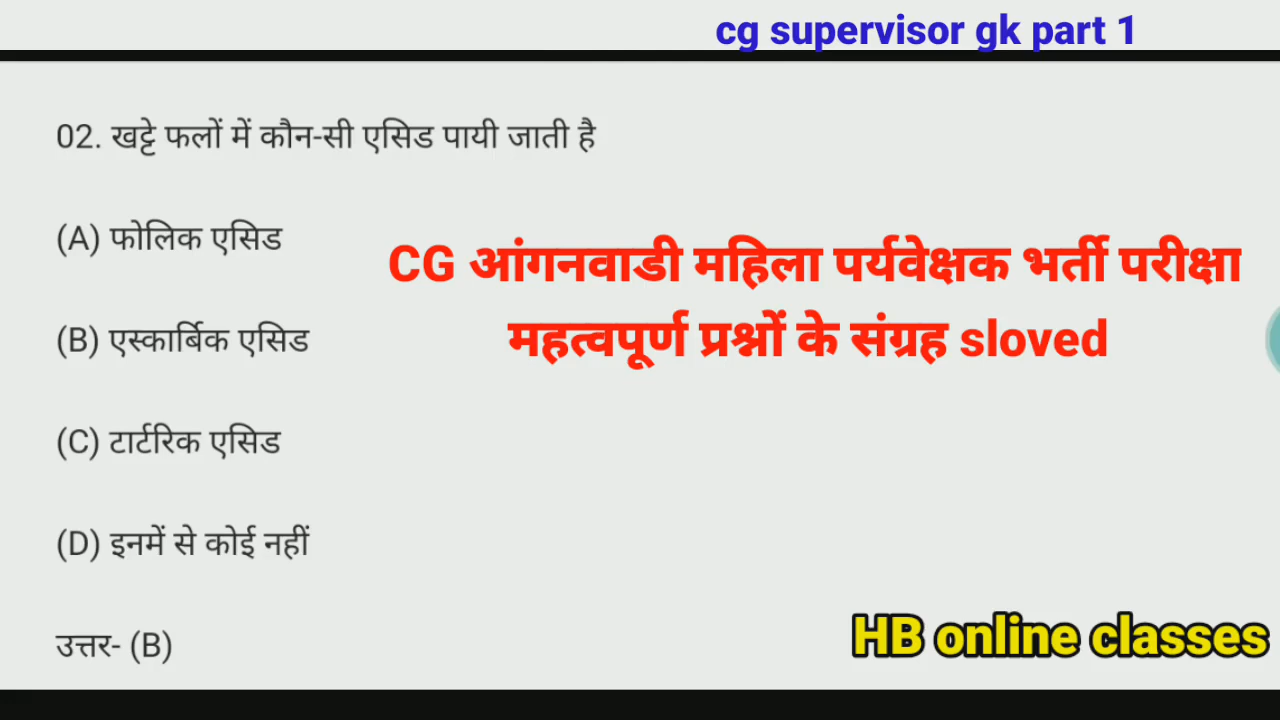 cg supervisor gk part 1
02. खट्टे फलों में कौन-सी एसिड पायी जाती है
(A) फोलिक एसिड
CG आंगनवाडी महिला पर्यवेक्षक भर्ती परीक्षा
महत्वपूर्ण प्रश्नों के संग्रह sloved
(B) एस्कार्बिक एसिड
(C) टार्टरिक एसिड
(D) इनमें से कोई नहीं
उत्तर- (B)
HB online classes